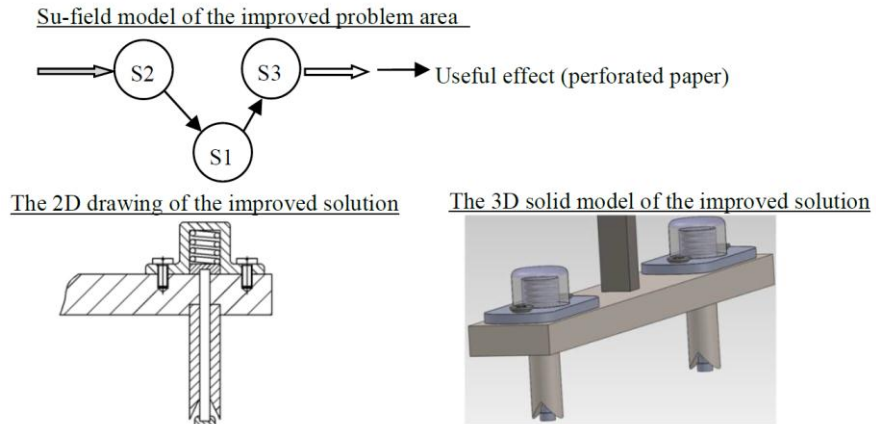 Su-field model of the improved problem area
S2
S3
Useful effect (perforated paper)
S1
The 2D drawing of the improved solution
The 3D solid model of the improved solution